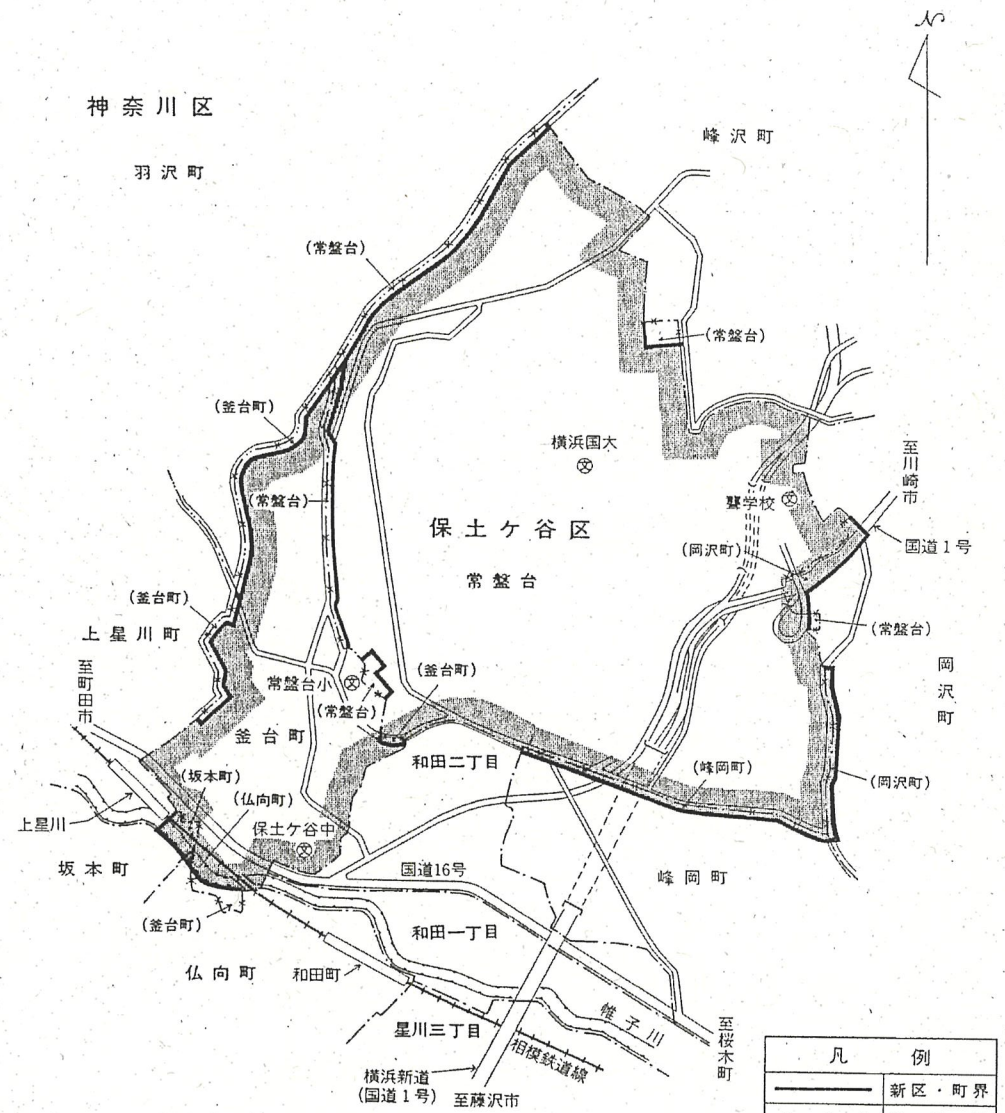 N
神奈川区
羽沢町
峰沢町
(常盤台)
(常盤台)
(釜台町)
横浜国大
文
至川崎市
聾学校
文
(常盤台)
保土ケ谷区
(岡沢町)
国道1号
常盤台
(釜台町)
上星川町
(常盤台)
至町田市
常盤台小
文
(釜台町)
岡沢町
(常盤台)
釜台町
和田二丁目
(峰岡町)
(岡沢町)
(坂本町)
(仏向町)
上星川
保土ケ谷中
文
坂本町
国道16号
峰岡町
(釜台町)
和田一丁目
仏向町
和田町
帷子川
星川三丁目
相模鉄道線
至桜木町
横浜新道
(国道1号)
至藤沢市
凡例
新区・町界